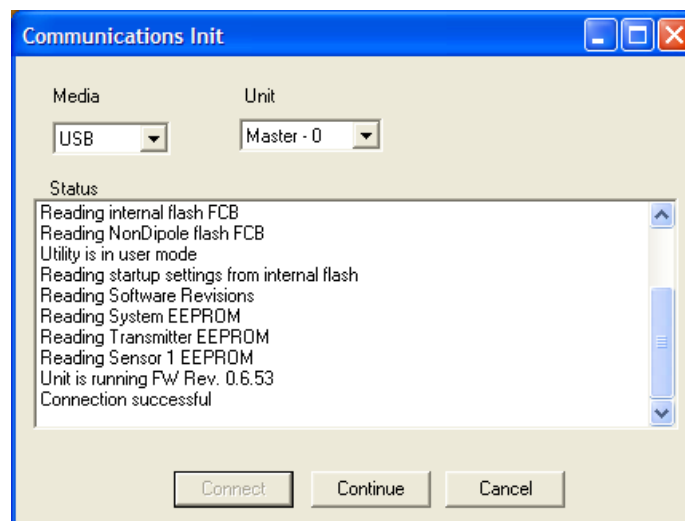 Communications Init
Media Unit
USB Master - 0
Status
Reading internal flash FCB
Reading NonDipole flash FCB
Utility is in user mode
Reading startup settings from internal flash
Reading Software Revisions
Reading System EEPROM
Reading Transmitter EEPROM
Reading Sensor 1 EEPROM
Unit is running FW Rev. 0.6.53
Connection successful
Connect Continue Cancel